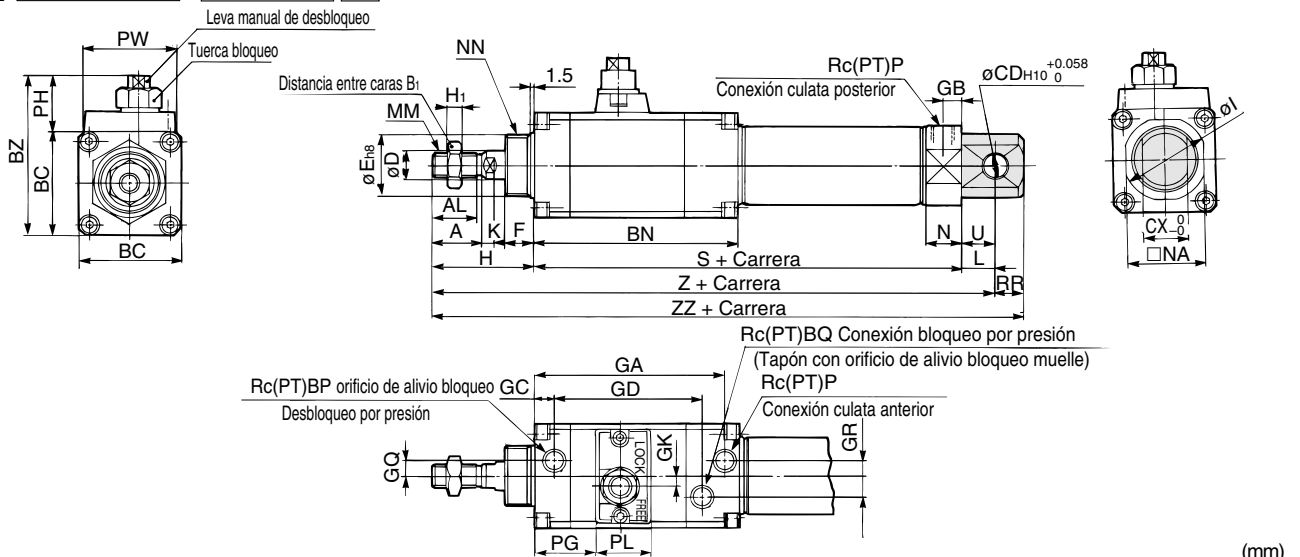 Leva manual de desbloqueo
PW
Tuerca bloqueo
PH
BZ
BC
BC
NN
1.5
Distancia entre caras B1
H1
MM
øEh8
øD
AL
A
K
F
H
BN
S + Carrera
Z + Carrera
ZZ + Carrera
Rc(PT)P
Conexión culata posterior
GB
øCDH10 +0.058 0
N
U
L
RR
øI
CX 0 -0
□NA
Rc(PT)BQ Conexión bloqueo por presión
(Tapón con orificio de alivio bloqueo muelle)
Rc(PT)BP orificio de alivio bloqueo
Desbloqueo por presión
GA
GC
GD
Rc(PT)P
Conexión culata anterior
GQ
GK
GR
LOCK
FREE
PG
PL
(mm)